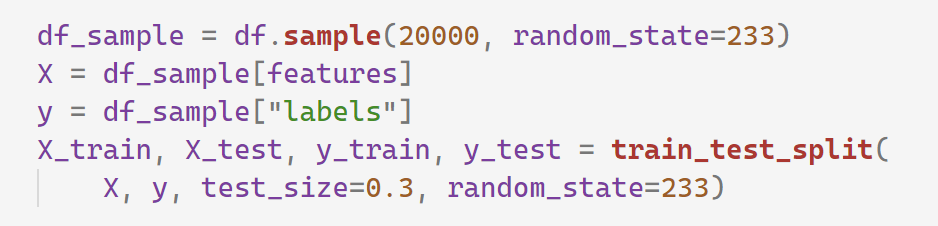 df_sample = df.sample(20000, random_state=233)
X = df_sample[features]
y = df_sample["labels"]
X_train, X_test, y_train, y_test = train_test_split(
    X, y, test_size=0.3, random_state=233)